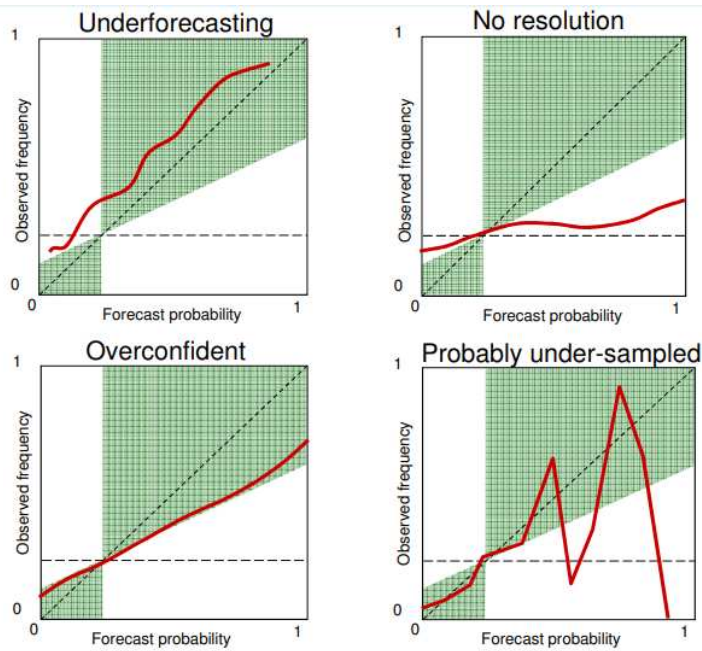 Underforecasting
1
Observed frequency
0
0
Forecast probability
1
No resolution
1
Observed frequency
0
0
Forecast probability
1
Overconfident
1
Observed frequency
0
0
Forecast probability
1
Probably under-sampled
1
Observed frequency
0
0
Forecast probability
1